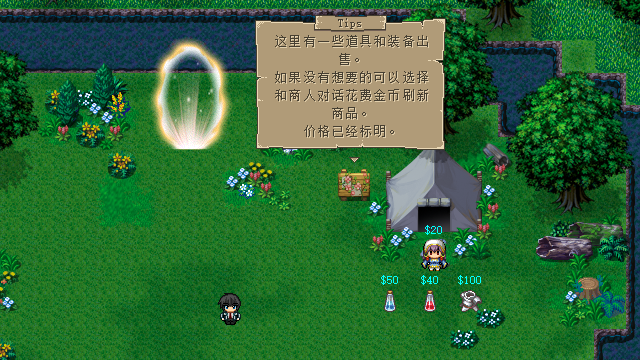 Tips
这里有一些道具和装备出
售。
如果没有想要的可以选择
和商人对话花费金币刷新
商品。
价格已经标明。
$20
$50 $40 $100